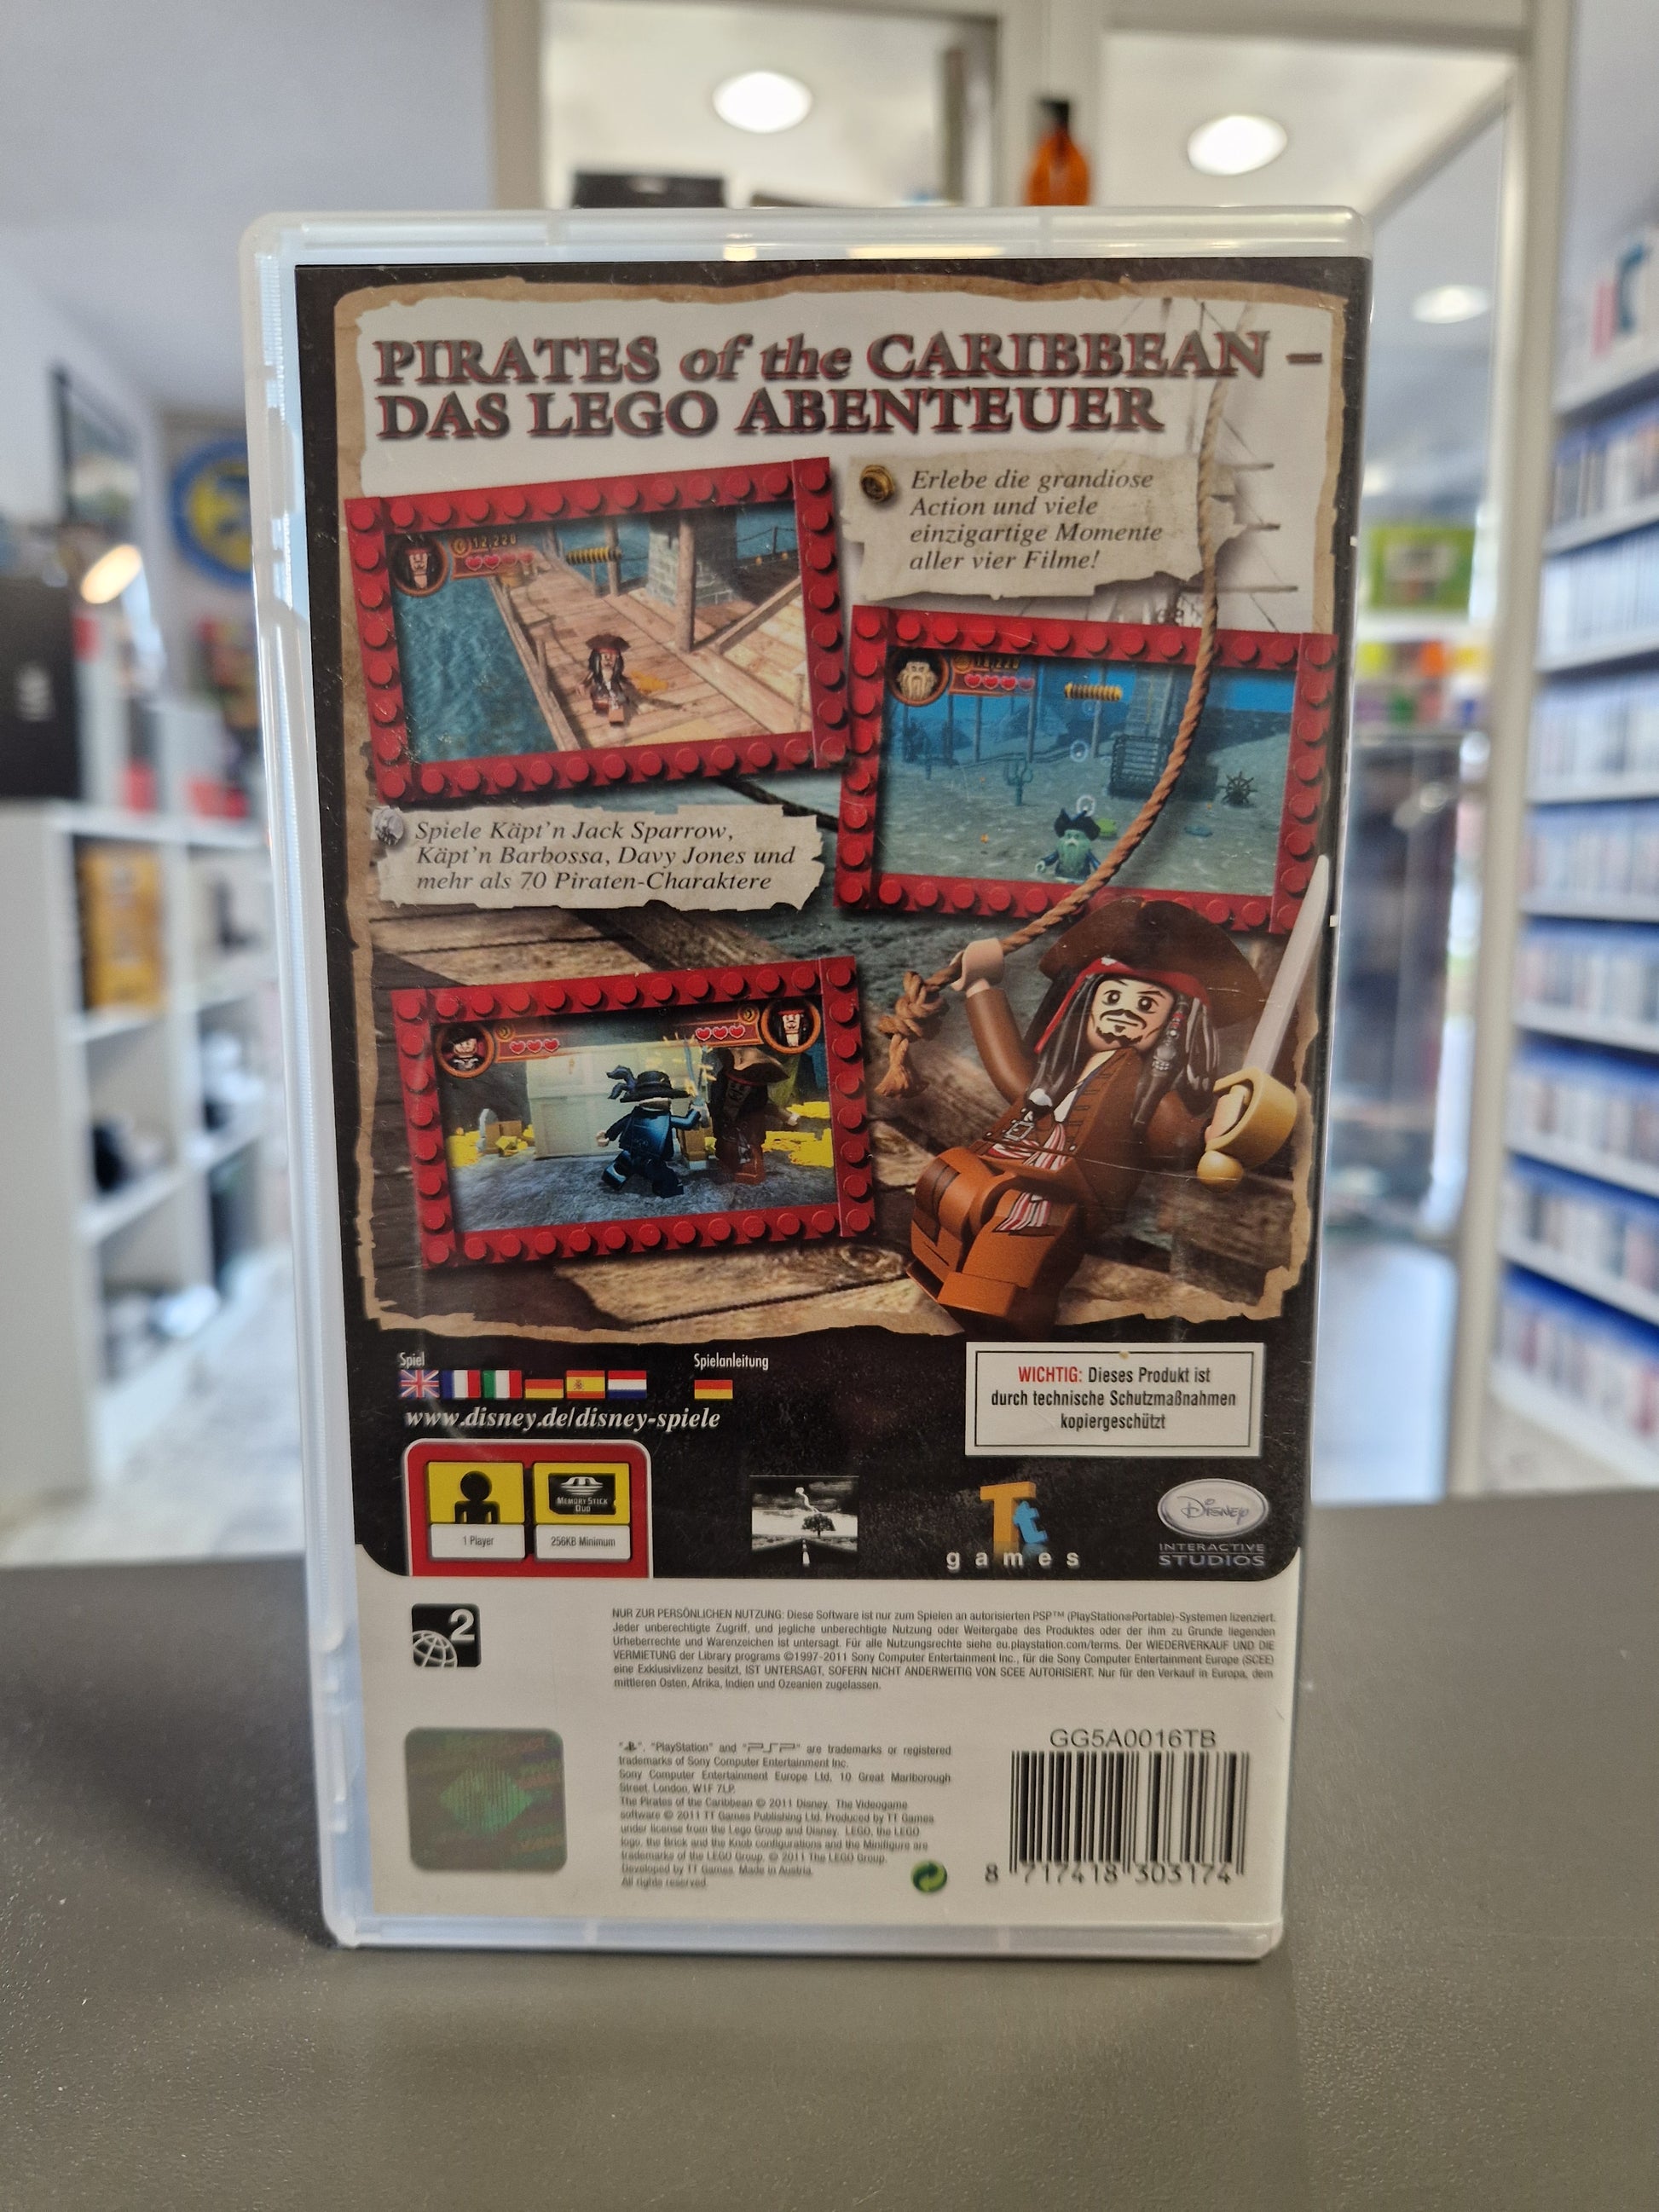 PIRATES of the CARIBBEAN –
DAS LEGO ABENTEUER
Erlebe die grandiose
Action und viele
einzigartige Momente
aller vier Filme!
12,220
Spiele Käpt'n Jack Sparrow,
Käpt'n Barbossa, Davy Jones und
mehr als 70 Piraten-Charaktere
Spiel
Spielanleitung
www.disney.de/disney-spiele
WICHTIG: Dieses Produkt ist
durch technische Schutzmaßnahmen
kopiergeschützt
MEMORY STICK
DUO
1 Player
256KB Minimum
Tt
games
Disney
INTERACTIVE
STUDIOS
2
NUR ZUR PERSÖNLICHEN NUTZUNG: Diese Software ist nur zum Spielen an autorisierten PSP™ (PlayStation®Portable)-Systemen lizenziert.
Jeder unberechtigte Zugriff, und jegliche unberechtigte Nutzung oder Weitergabe des Produktes oder der ihm zu Grunde liegenden
Urheberrechte und Warenzeichen ist untersagt. Für alle Nutzungsrechte siehe eu.playstation.com/terms. Der WIEDERVERKAUF UND DIE
VERMIETUNG der Library programs ©1997-2011 Sony Computer Entertainment Inc., für die Sony Computer Entertainment Europe (SCEE)
eine Exklusivlizenz besitzt, IST UNTERSAGT, SOFERN NICHT ANDERWEITIG VON SCEE AUTORISIERT. Nur für den Verkauf in Europa, dem
mittleren Osten, Afrika, Indien und Ozeanien zugelassen.
"PlayStation" and "PSP" are trademarks or registered
trademarks of Sony Computer Entertainment Inc.
Sony Computer Entertainment Europe Ltd, 10 Great Marlborough
Street, London, W1F 7LP.
The Pirates of the Caribbean © 2011 Disney. The Videogame
software © 2011 TT Games Publishing Ltd. Produced by TT Games
under license from the Lego Group and Disney. LEGO, the LEGO
logo, the Brick and the Knob configurations and the Minifigure are
trademarks of the LEGO Group. © 2011 The LEGO Group.
Developed by TT Games. Made in Austria.
All rights reserved.
GG5A0016TB
8 717418 303174